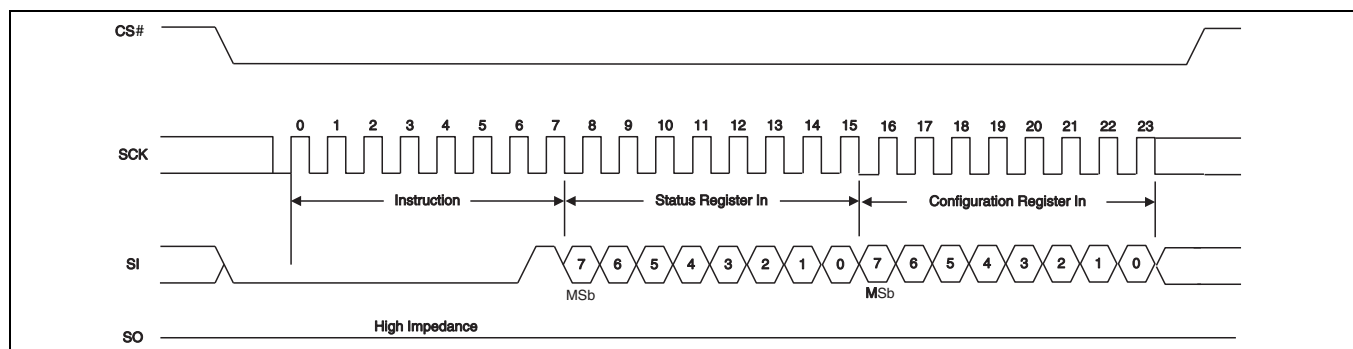 CS#
0 1 2 3 4 5 6 7 8 9 10 11 12 13 14 15 16 17 18 19 20 21 22 23
SCK
Instruction Status Register In Configuration Register In
SI 7 6 5 4 3 2 1 0 7 6 5 4 3 2 1 0
MSb MSb
High Impedance
SO